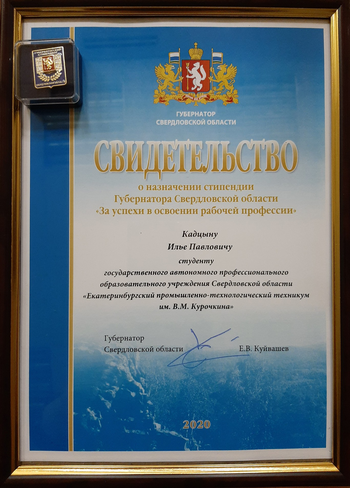 ГУБЕРНАТОР
СВЕРДЛОВСКОЙ ОБЛАСТИ
СВИДЕТЕЛЬСТВО
о назначении стипендии
Губернатора Свердловской области
«За успехи в освоении рабочей профессии»
Кадцыну
Илье Павловичу
студенту
государственного автономного профессионального
образовательного учреждения Свердловской области
«Екатеринбургский промышленно-технологический техникум
им. В.М. Курочкина»
Губернатор
Свердловской области Е.В. Куйвашев
2020